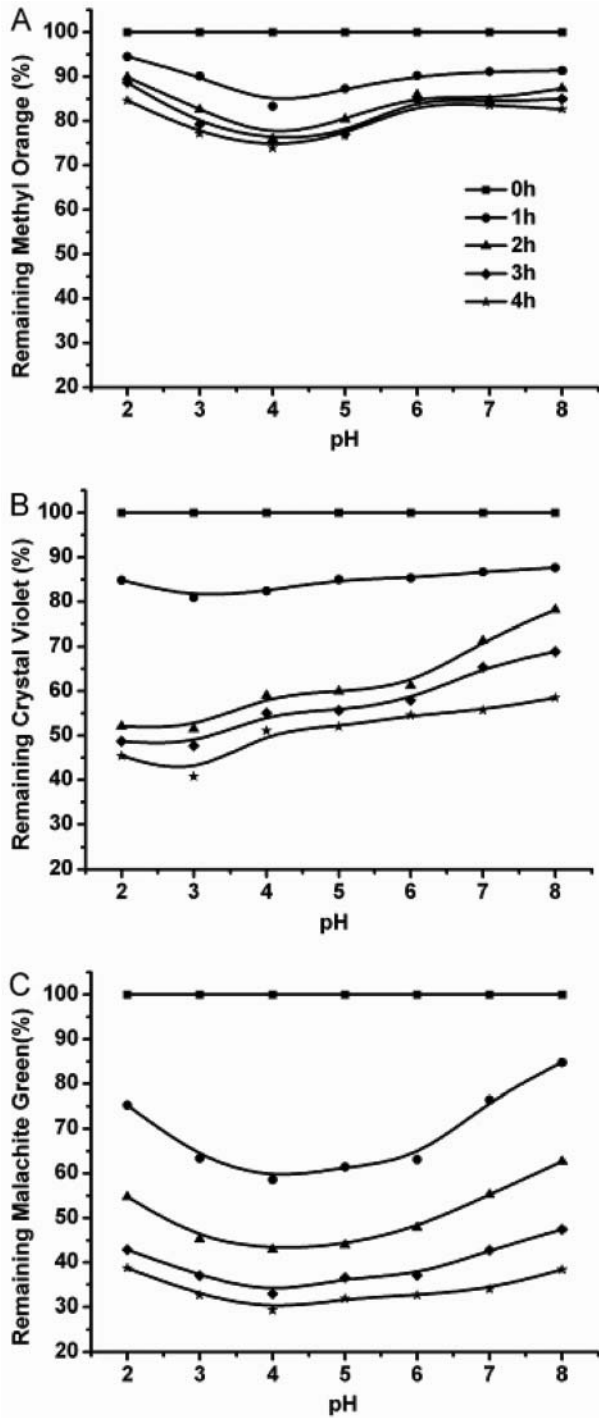 A
Remaining Methyl Orange (%)
100
90
80
70
60
50
40
30
20
0h
1h
2h
3h
4h
2 3 4 5 6 7 8
pH
B
Remaining Crystal Violet (%)
100
90
80
70
60
50
40
30
20
2 3 4 5 6 7 8
pH
C
Remaining Malachite Green(%)
100
90
80
70
60
50
40
30
20
2 3 4 5 6 7 8
pH